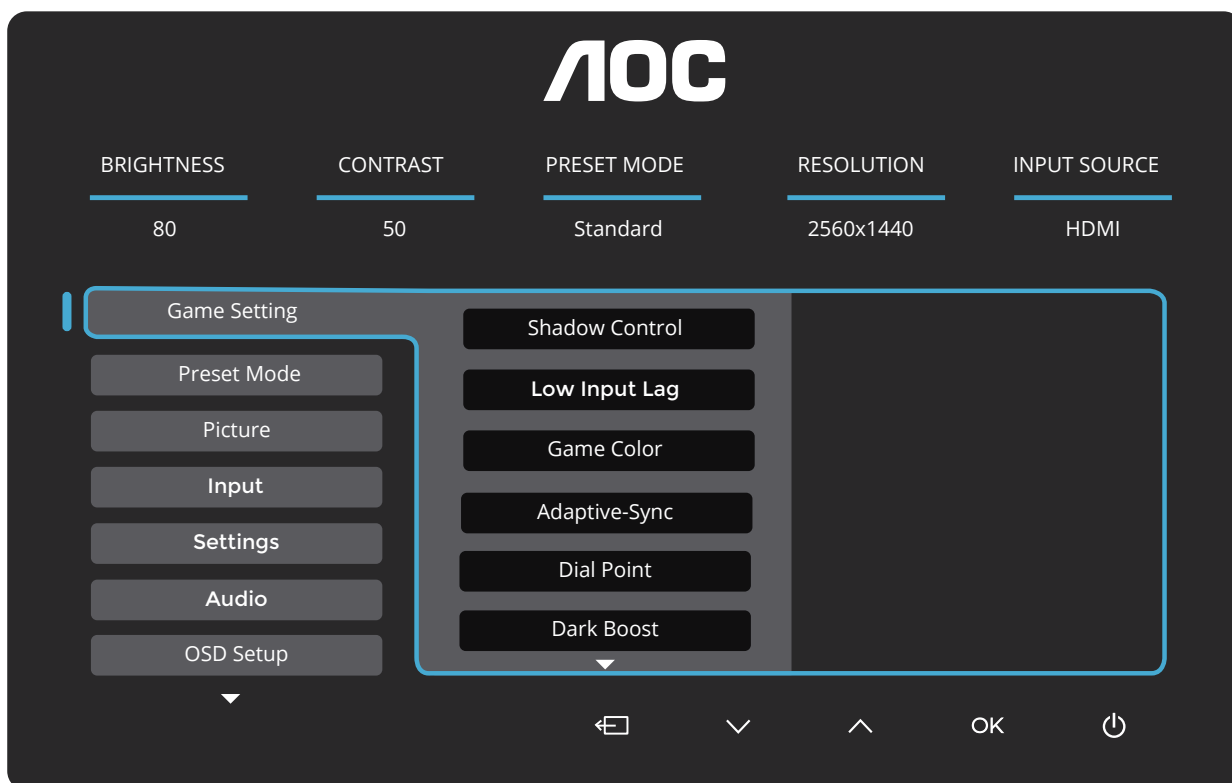 AOC
BRIGHTNESS CONTRAST PRESET MODE RESOLUTION INPUT SOURCE
80 50 Standard 2560x1440 HDMI
Game Setting
Preset Mode
Picture
Input
Settings
Audio
OSD Setup
Shadow Control
Low Input Lag
Game Color
Adaptive-Sync
Dial Point
Dark Boost
OK